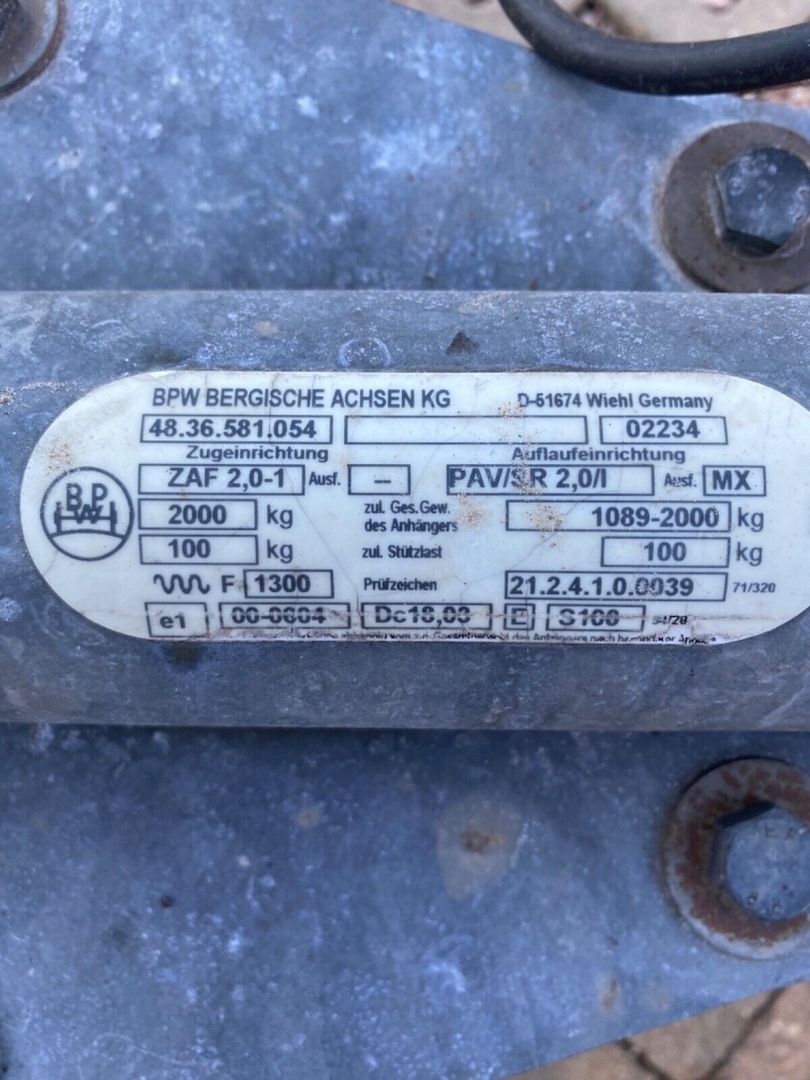 BPW BERGISCHE ACHSEN KG D-51674 Wiehl Germany
48.36.581.054 02234
Zugeinrichtung Auflaufeinrichtung
ZAF 2,0-1 Ausf. — PAV/SR 2,0/I Ausf. MX
2000 kg zul. Ges.Gew. des Anhängers 1089-2000 kg
100 kg zul. Stützlast 100 kg
F 1300 Prüfzeichen 21.2.4.1.0.0039 71/320
e1 00-0604 Dc18,08 E S100 94/20
BPW